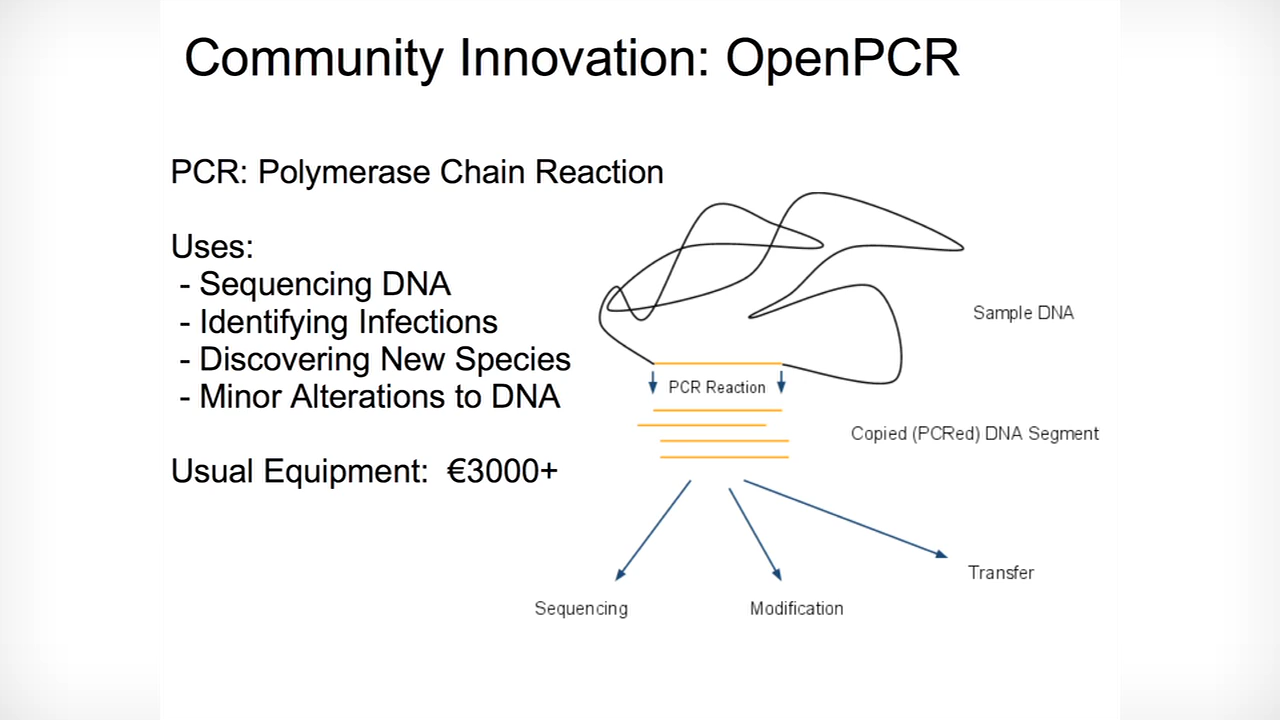 Community Innovation: OpenPCR
PCR: Polymerase Chain Reaction
Uses:
- Sequencing DNA
- Identifying Infections
- Discovering New Species
- Minor Alterations to DNA
Usual Equipment: €3000+
Sample DNA
PCR Reaction
Copied (PCRed) DNA Segment
Transfer
Sequencing
Modification